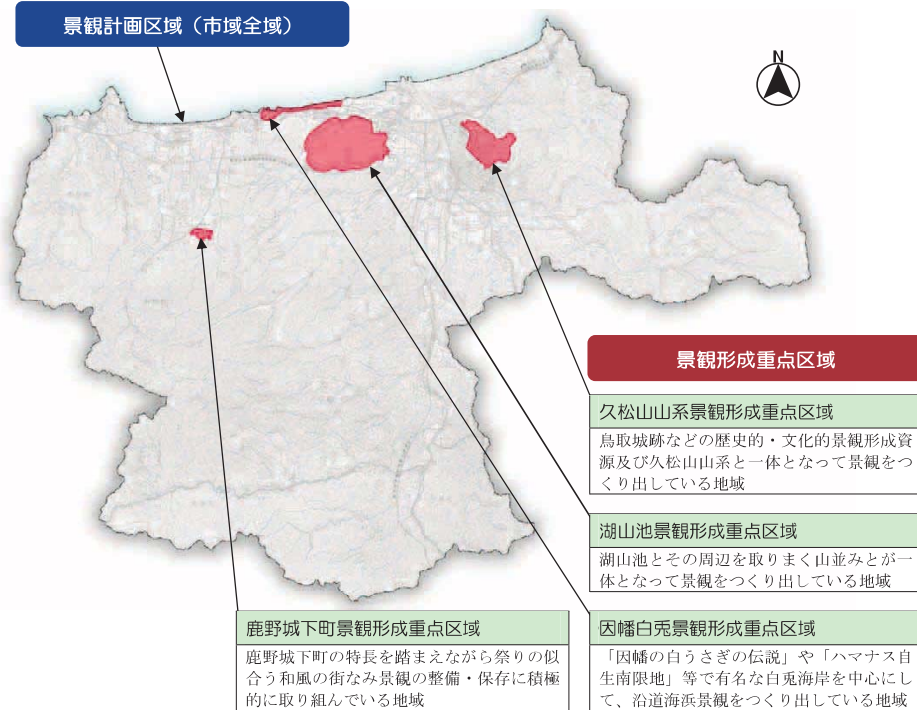 景観計画区域（市域全域）
N
景観形成重点区域
久松山山系景観形成重点区域
鳥取城跡などの歴史的・文化的景観形成資
源及び久松山山系と一体となって景観をつ
くり出している地域
湖山池景観形成重点区域
湖山池とその周辺を取りまく山並みとが一
体となって景観をつくり出している地域
鹿野城下町景観形成重点区域
鹿野城下町の特長を踏まえながら祭りの似
合う和風の街なみ景観の整備・保存に積極
的に取り組んでいる地域
因幡白兎景観形成重点区域
「因幡の白うさぎの伝説」や「ハマナス自
生南限地」等で有名な白兎海岸を中心にし
て、沿道海浜景観をつくり出している地域